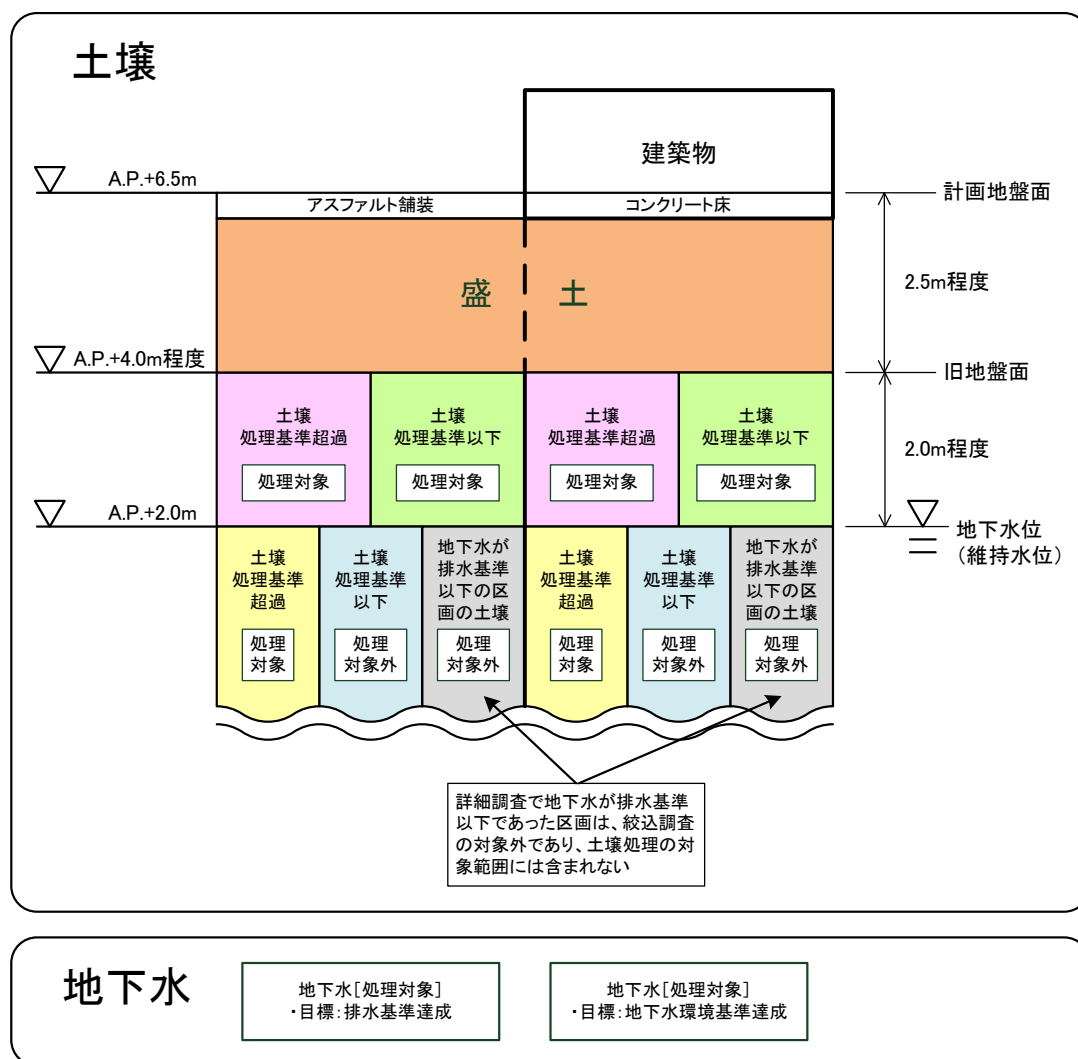 土壌
建築物
A.P.+6.5m
計画地盤面
アスファルト舗装
コンクリート床
2.5m程度
盛 土
A.P.+4.0m程度
旧地盤面
土壌
処理基準超過
処理対象
土壌
処理基準以下
処理対象
土壌
処理基準超過
処理対象
土壌
処理基準以下
処理対象
2.0m程度
A.P.+2.0m
地下水位
(維持水位)
土壌
処理基準
超過
処理
対象
土壌
処理基準
以下
処理
対象外
地下水が
排水基準
以下の区
画の土壌
処理
対象外
土壌
処理基準
超過
処理
対象
土壌
処理基準
以下
処理
対象外
地下水が
排水基準
以下の区
画の土壌
処理
対象外
詳細調査で地下水が排水基準
以下であった区画は、絞込調査
の対象外であり、土壌処理の対
象範囲には含まれない
地下水
地下水[処理対象]
・目標:排水基準達成
地下水[処理対象]
・目標:地下水環境基準達成